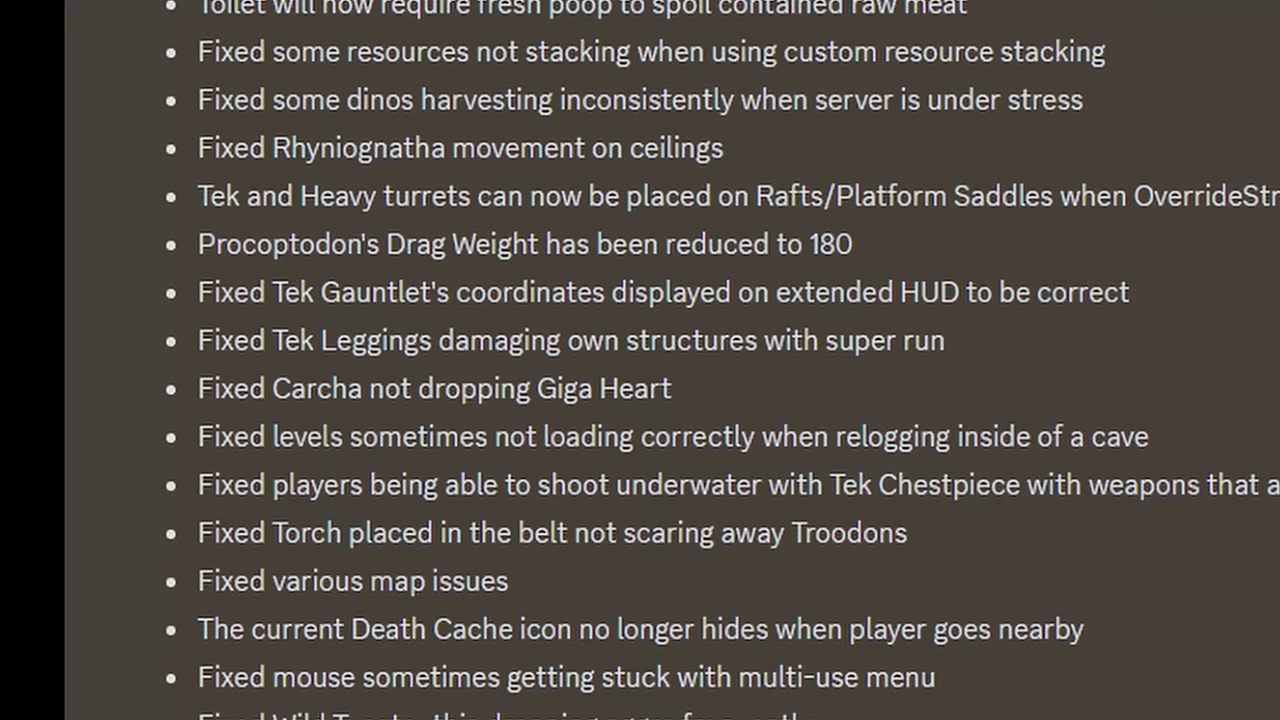 Toilet will now require fresh poop to spoil contained raw meat
Fixed some resources not stacking when using custom resource stacking
Fixed some dinos harvesting inconsistently when server is under stress
Fixed Rhyniognatha movement on ceilings
Tek and Heavy turrets can now be placed on Rafts/Platform Saddles when OverrideStr
Procoptodon's Drag Weight has been reduced to 180
Fixed Tek Gauntlet's coordinates displayed on extended HUD to be correct
Fixed Tek Leggings damaging own structures with super run
Fixed Carcha not dropping Giga Heart
Fixed levels sometimes not loading correctly when relogging inside of a cave
Fixed players being able to shoot underwater with Tek Chestpiece with weapons that a
Fixed Torch placed in the belt not scaring away Troodons
Fixed various map issues
The current Death Cache icon no longer hides when player goes nearby
Fixed mouse sometimes getting stuck with multi-use menu
Fixed Wild